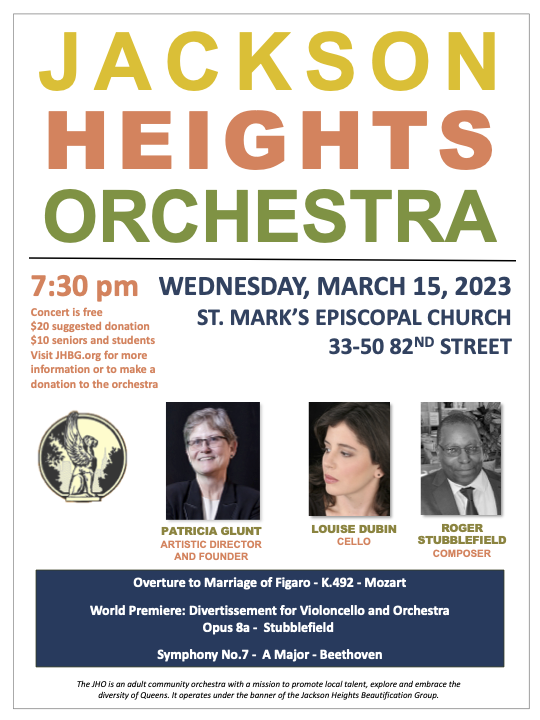 JACKSON
HEIGHTS
ORCHESTRA
7:30 pm
Concert is free
$20 suggested donation
$10 seniors and students
Visit JHBG.org for more
information or to make a
donation to the orchestra
WEDNESDAY, MARCH 15, 2023
ST. MARK'S EPISCOPAL CHURCH
33-50 82ND STREET
PATRICIA GLUNT
ARTISTIC DIRECTOR
AND FOUNDER
LOUISE DUBIN
CELLO
ROGER
STUBBLEFIELD
COMPOSER
Overture to Marriage of Figaro - K.492 - Mozart
World Premiere: Divertissement for Violoncello and Orchestra
Opus 8a - Stubblefield
Symphony No.7 - A Major - Beethoven
The JHO is an adult community orchestra with a mission to promote local talent, explore and embrace the
diversity of Queens. It operates under the banner of the Jackson Heights Beautification Group.